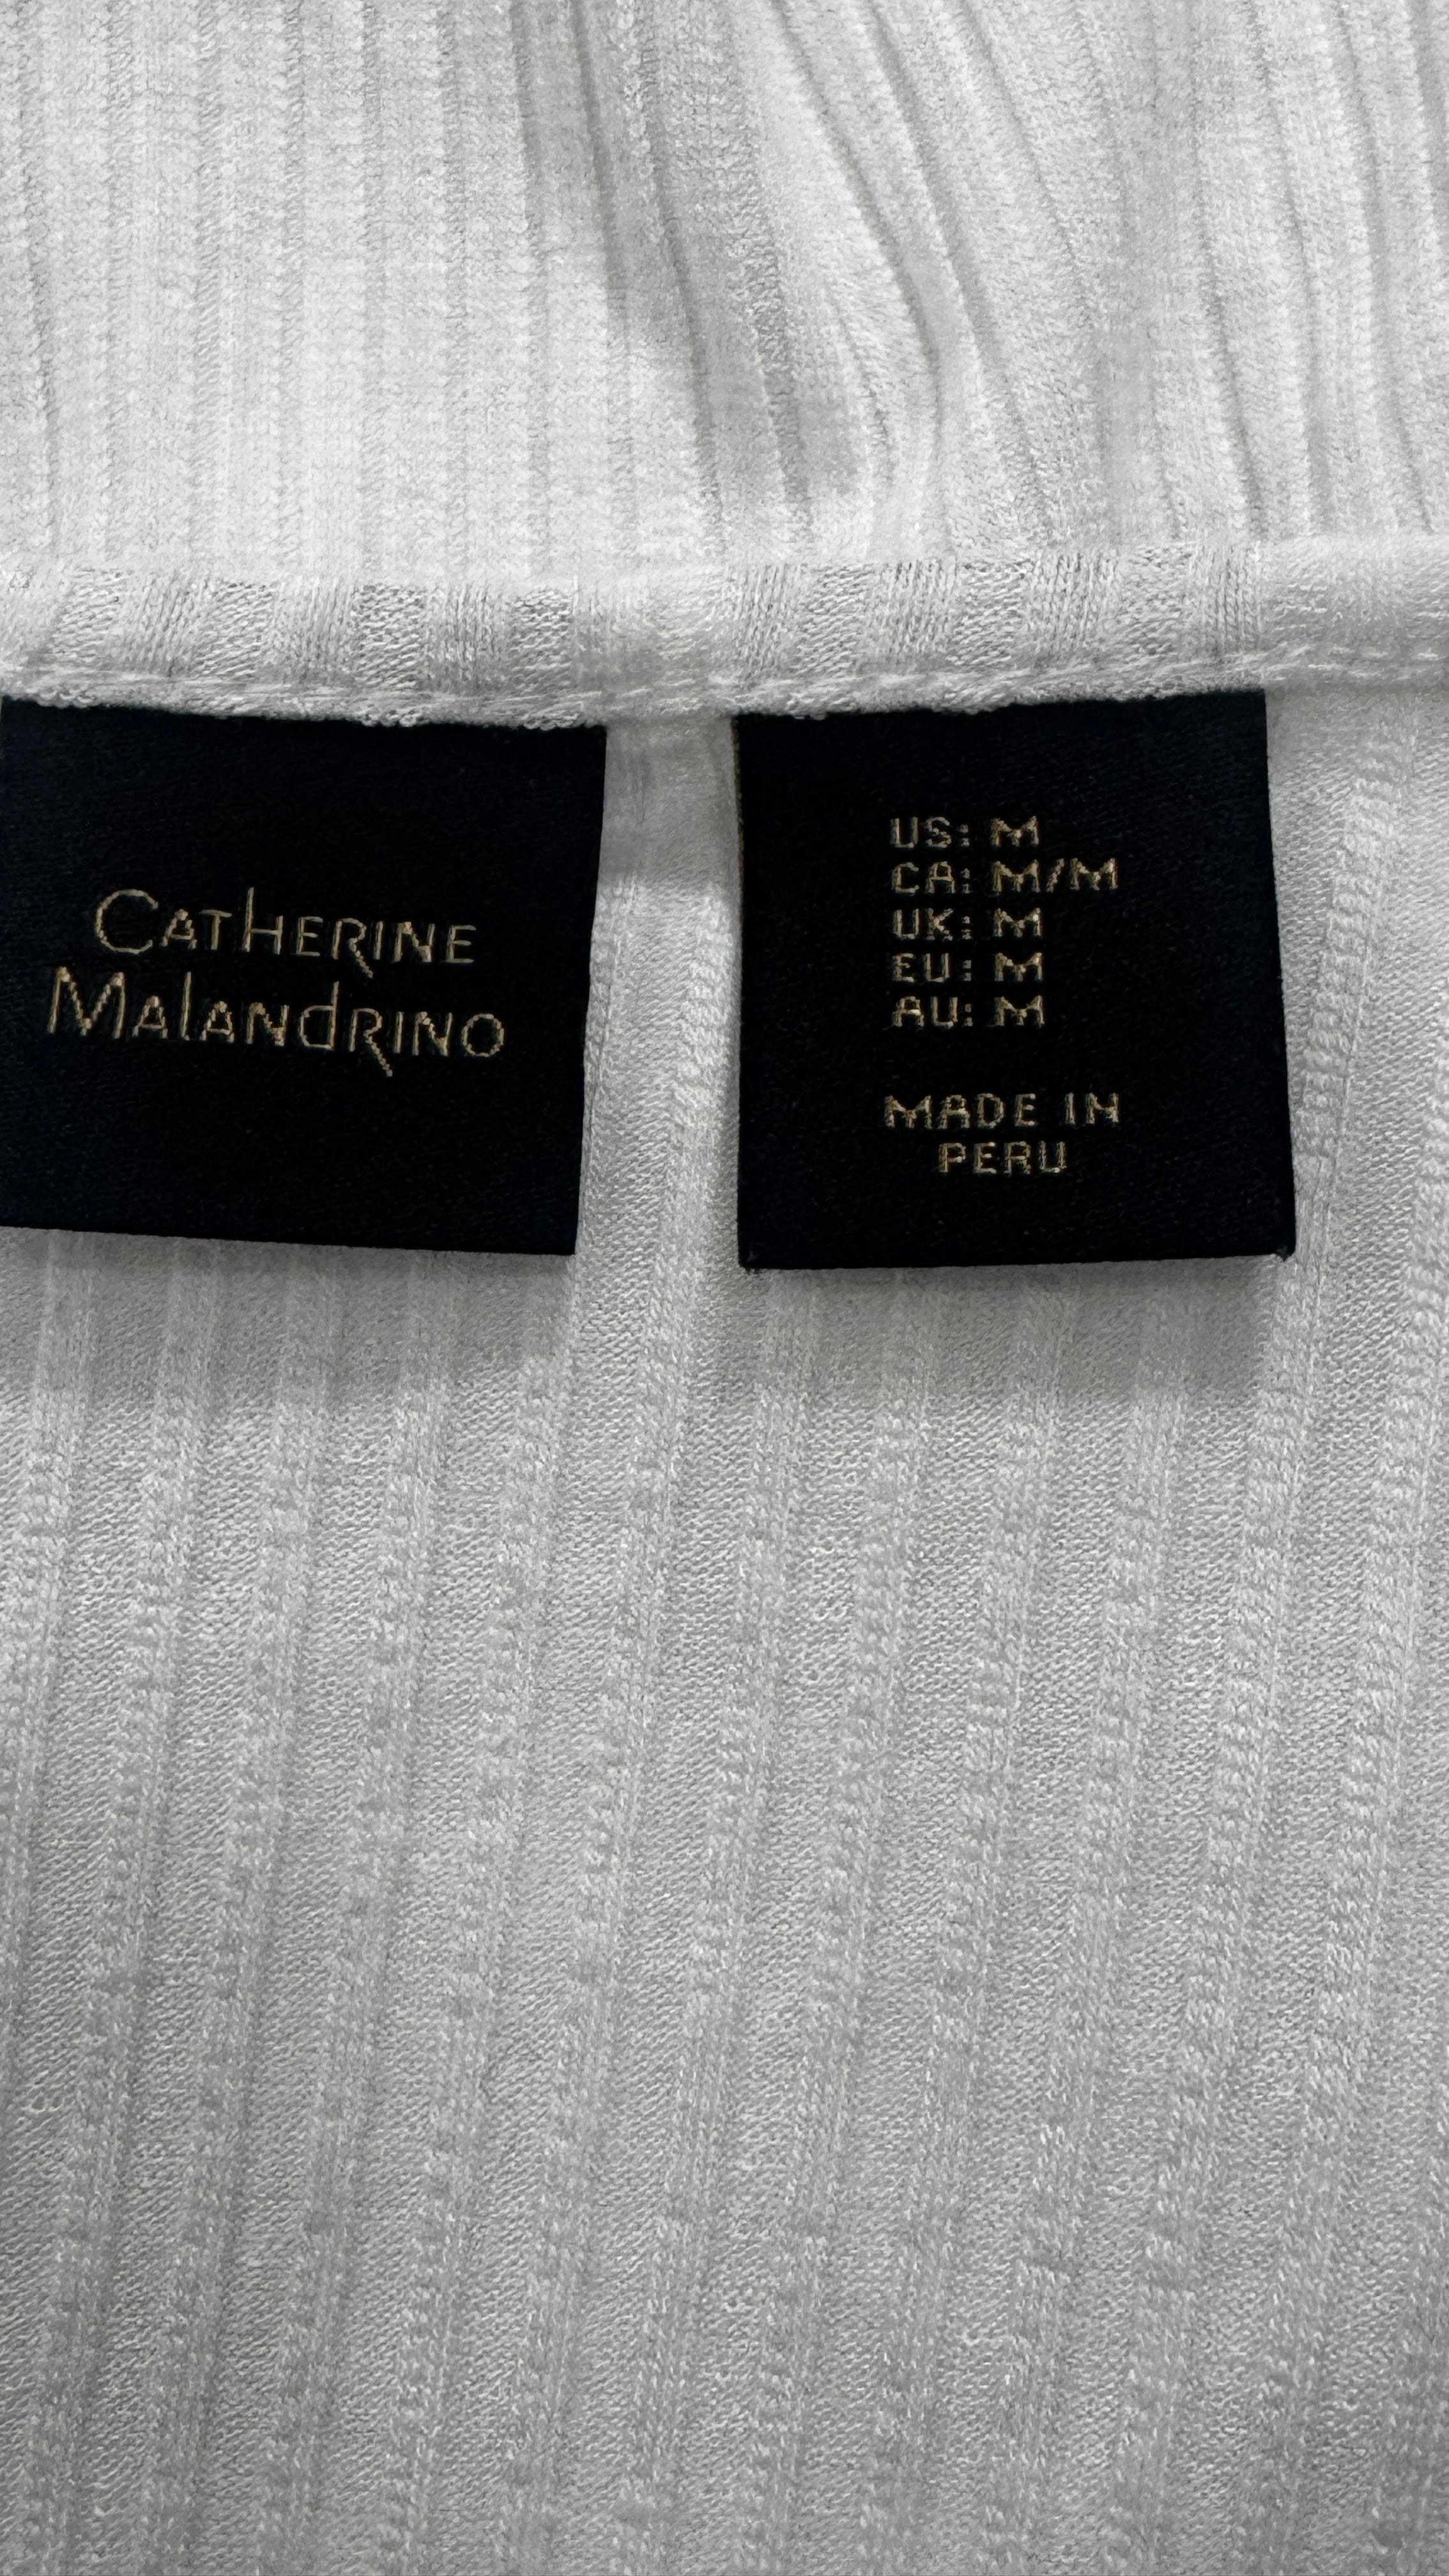 CATHERINE
MALANDRINO
US: M
CA: M/M
UK: M
EU: M
AU: M
MADE IN
PERU